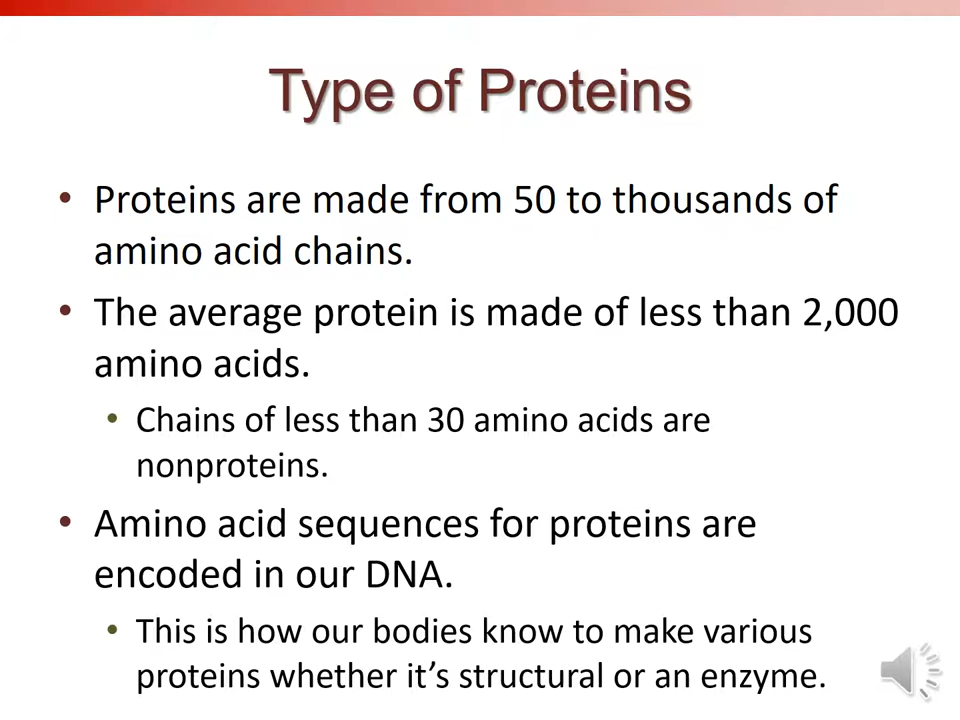 Type of Proteins
• Proteins are made from 50 to thousands of
amino acid chains.
• The average protein is made of less than 2,000
amino acids.
• Chains of less than 30 amino acids are
nonproteins.
• Amino acid sequences for proteins are
encoded in our DNA.
• This is how our bodies know to make various
proteins whether it’s structural or an enzyme.